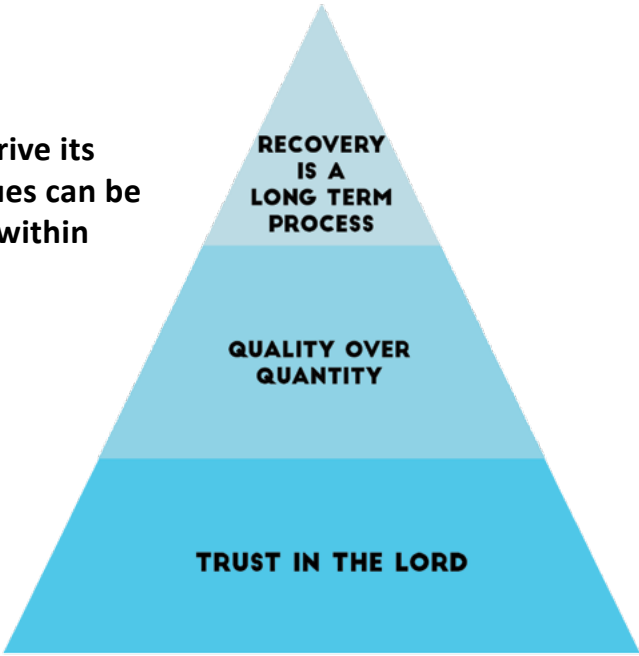 rive its
ues can be
within
RECOVERY
IS A
LONG TERM
PROCESS
QUALITY OVER
QUANTITY
TRUST IN THE LORD